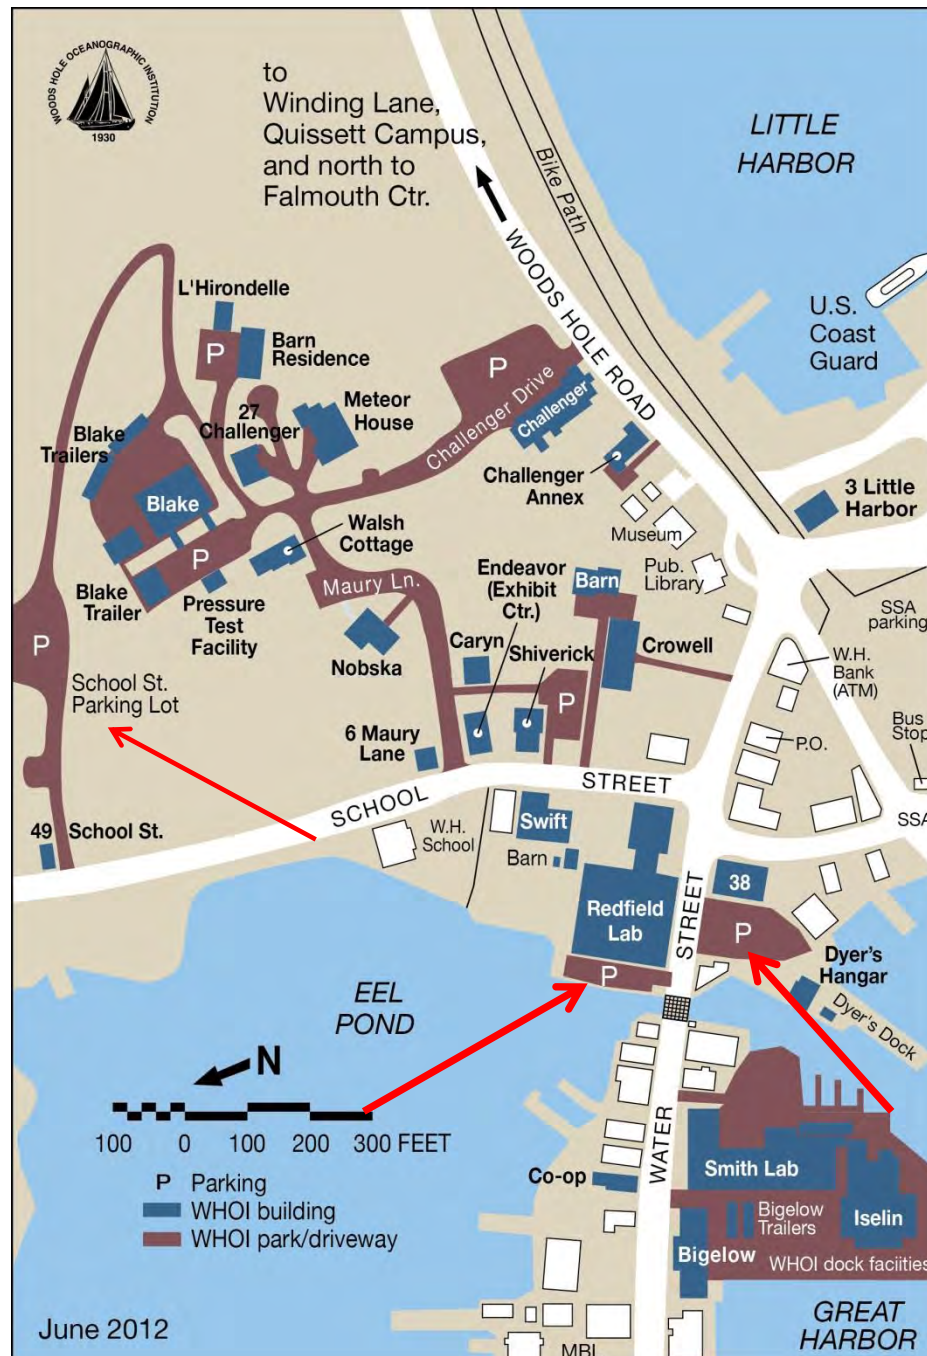 WOODS HOLE OCEANOGRAPHIC INSTITUTION
1930
to
Winding Lane,
Quissett Campus,
and north to
Falmouth Ctr.
LITTLE
HARBOR
Bike Path
WOODS HOLE ROAD
U.S.
Coast
Guard
L'Hirondelle
P
Barn
Residence
P
Challenger Drive
Challenger
27
Challenger
Meteor
House
Blake
Trailers
Blake
Challenger
Annex
3 Little
Harbor
Museum
Walsh
Cottage
P
Pub.
Library
Endeavor
(Exhibit
Ctr.)
Barn
Maury Ln.
Blake
Trailer
Pressure
Test
Facility
SSA
parking
P
Nobska
Caryn
Shiverick
Crowell
P
W.H.
Bank
(ATM)
School St.
Parking Lot
Bus
Stop
6 Maury
Lane
P.O.
SCHOOL
STREET
SSA
49
School St.
W.H.
School
Swift
Barn
38
Redfield
Lab
STREET
P
P
Dyer's
Hangar
Dyer's Dock
EEL
POND
N
100
0
100
200
300 FEET
WATER
Smith Lab
Co-op
P Parking
WHOI building
WHOI park/driveway
Bigelow
Trailers
Iselin
Bigelow
WHOI dock faciities
GREAT
HARBOR
June 2012
MBL